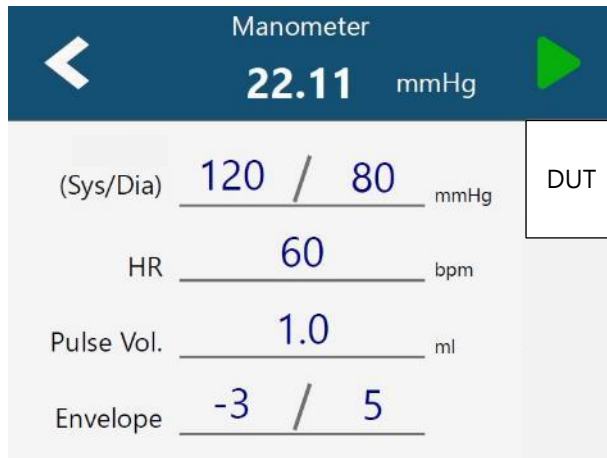 Manometer
22.11 mmHg
DUT
(Sys/Dia) 120 / 80 mmHg
HR 60 bpm
Pulse Vol. 1.0 ml
Envelope -3 / 5